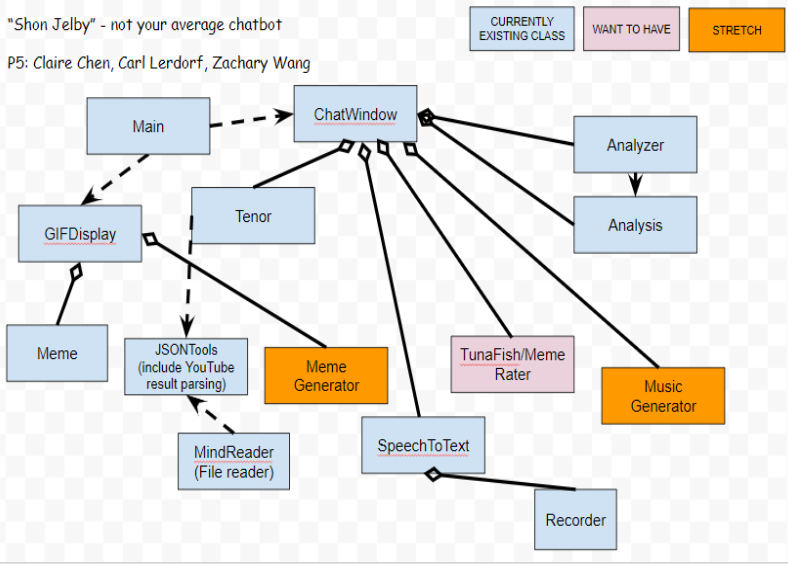 "Shon Jelby" - not your average chatbot
CURRENTLY
EXISTING CLASS
WANT TO HAVE
STRETCH
P5: Claire Chen, Carl Lerdorf, Zachary Wang
Main
ChatWindow
Analyzer
Tenor
Analysis
GIFDisplay
Meme
JSONTools
(include YouTube
result parsing)
Meme
Generator
TunaFish/Meme
Rater
Music
Generator
MindReader
(File reader)
SpeechToText
Recorder